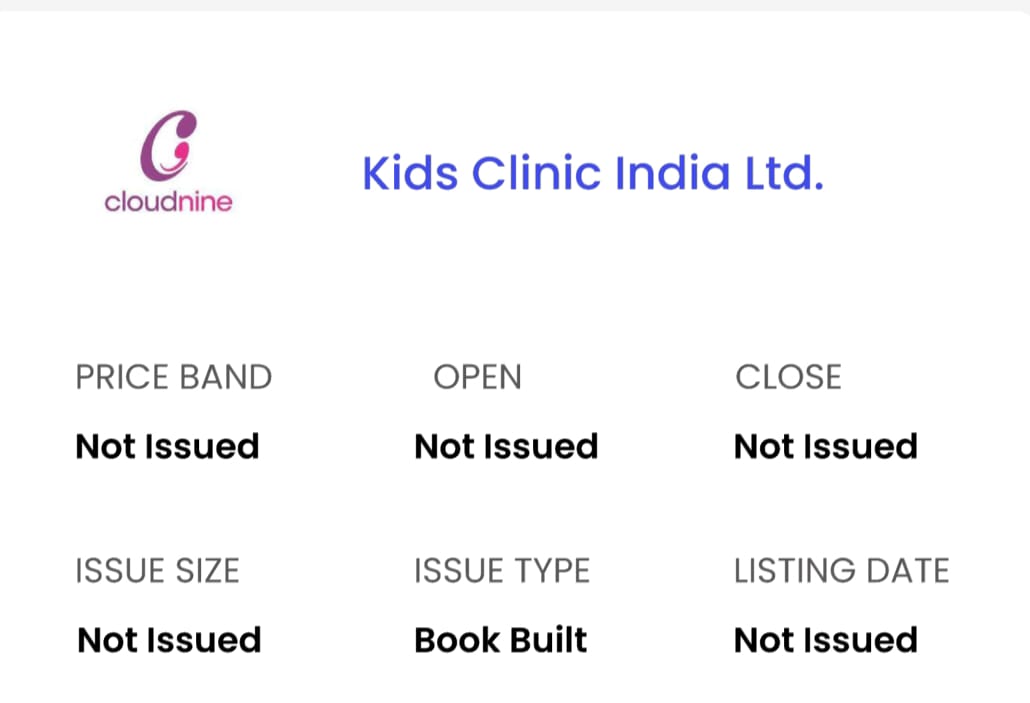 cloudnine
Kids Clinic India Ltd.
PRICE BAND OPEN CLOSE
Not Issued Not Issued Not Issued
ISSUE SIZE ISSUE TYPE LISTING DATE
Not Issued Book Built Not Issued